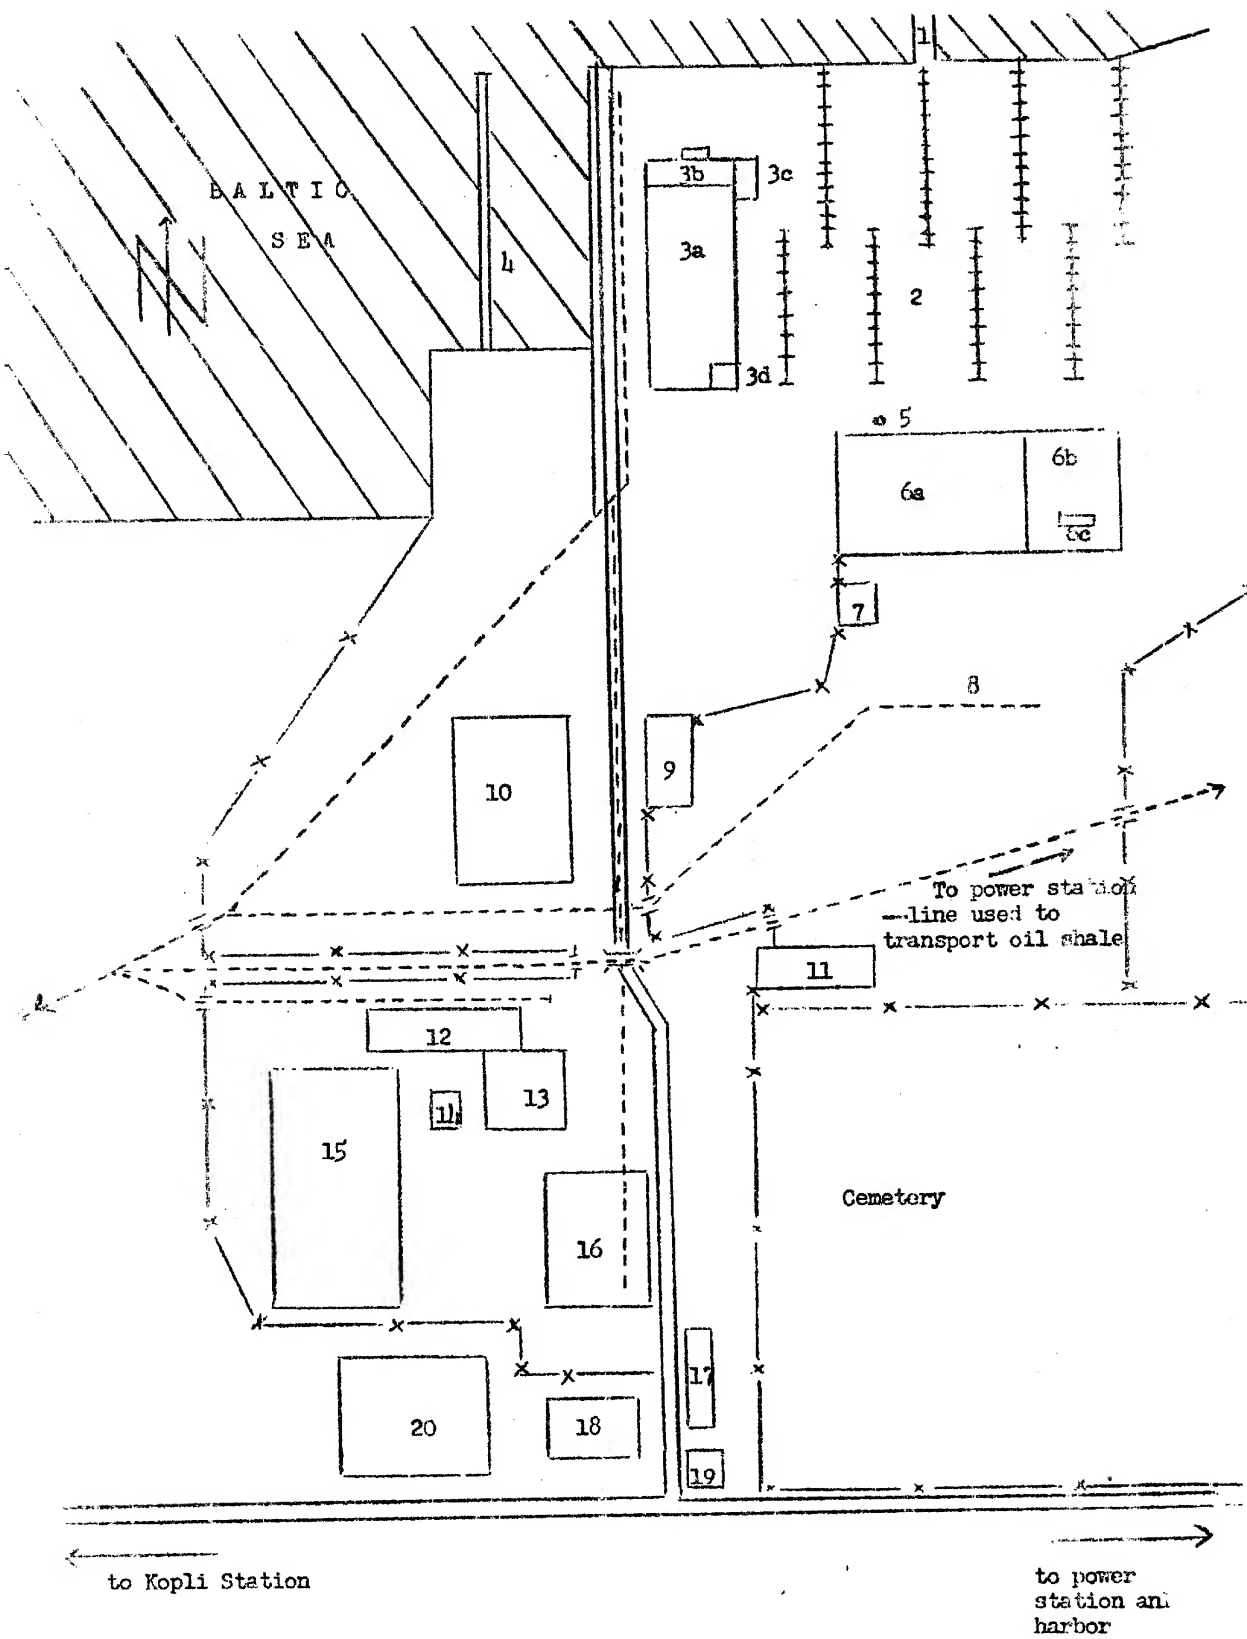 1
BALTIC
SEA
N
3b
3c
3a
4
2
3d
5
6b
6a
6c
7
8
9
10
To power station
—line used to
transport oil shale
11
12
13
14
15
Cemetery
16
17
20
18
19
to Kopli Station
to power
station and
harbor